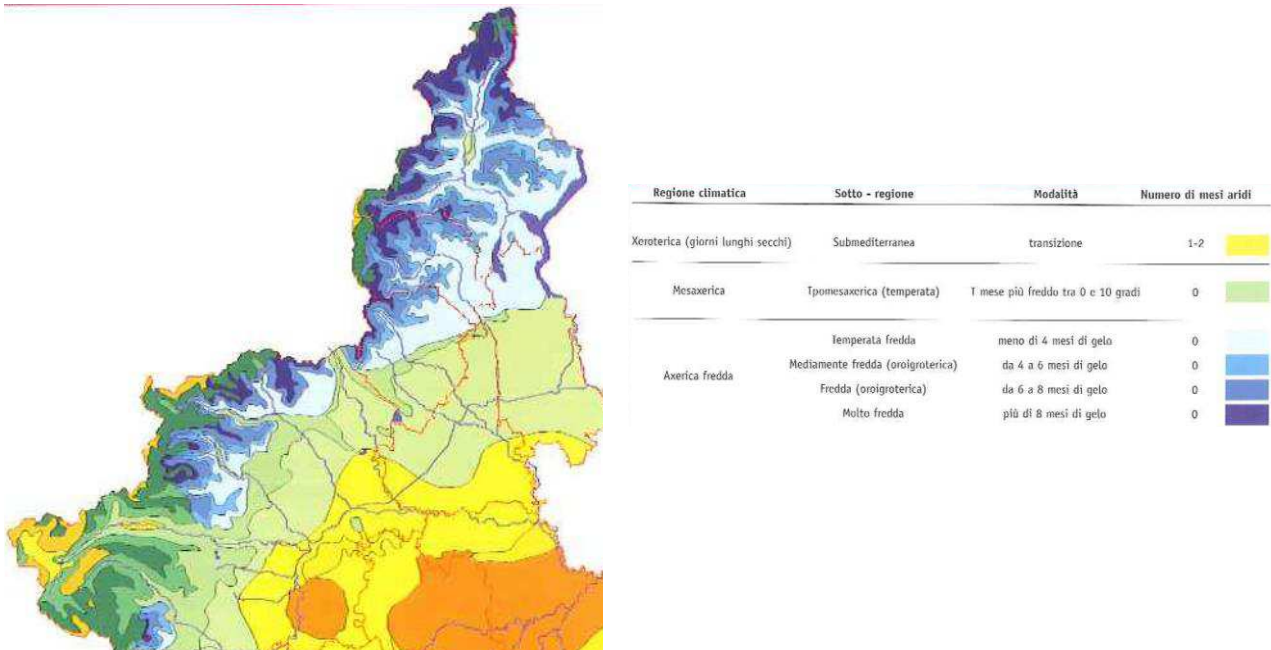 Regione climatica Sotto - regione Modalità Numero di mesi aridi
Xeroterica (giorni lunghi secchi) Submediterranea transizione 1-2
Mesaxerica Tpomesaxerica (temperata) T mese più freddo tra 0 e 10 gradi 0
Temperata fredda meno di 4 mesi di gelo 0
Axerica fredda Mediamente fredda (oroigroterica) da 4 a 6 mesi di gelo 0
Fredda (oroigroterica) da 6 a 8 mesi di gelo 0
Molto fredda più di 8 mesi di gelo 0